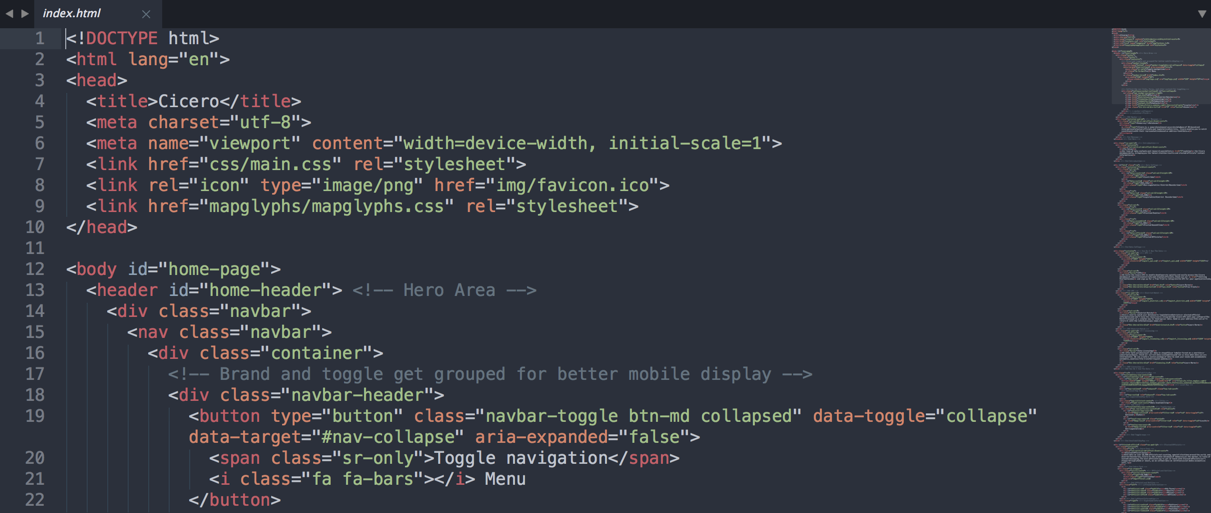 index.html
1 <!DOCTYPE html>
2 <html lang="en">
3 <head>
4 <title>Cicero</title>
5 <meta charset="utf-8">
6 <meta name="viewport" content="width=device-width, initial-scale=1">
7 <link href="css/main.css" rel="stylesheet">
8 <link rel="icon" type="image/png" href="img/favicon.ico">
9 <link href="mapglyphs/mapglyphs.css" rel="stylesheet">
10 </head>
11
12 <body id="home-page">
13 <header id="home-header"> <!-- Hero Area -->
14 <div class="navbar">
15 <nav class="navbar">
16 <div class="container">
17 <!-- Brand and toggle get grouped for better mobile display -->
18 <div class="navbar-header">
19 <button type="button" class="navbar-toggle btn-md collapsed" data-toggle="collapse"
data-target="#nav-collapse" aria-expanded="false">
20 <span class="sr-only">Toggle navigation</span>
21 <i class="fa fa-bars"></i> Menu
22 </button>